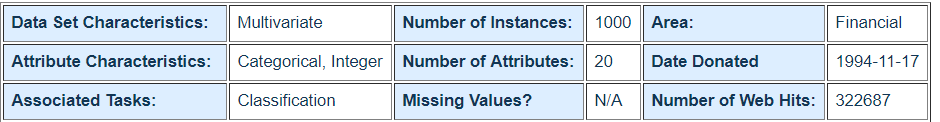 Data Set Characteristics: Multivariate Number of Instances: 1000 Area: Financial
Attribute Characteristics: Categorical, Integer Number of Attributes: 20 Date Donated 1994-11-17
Associated Tasks: Classification Missing Values? N/A Number of Web Hits: 322687